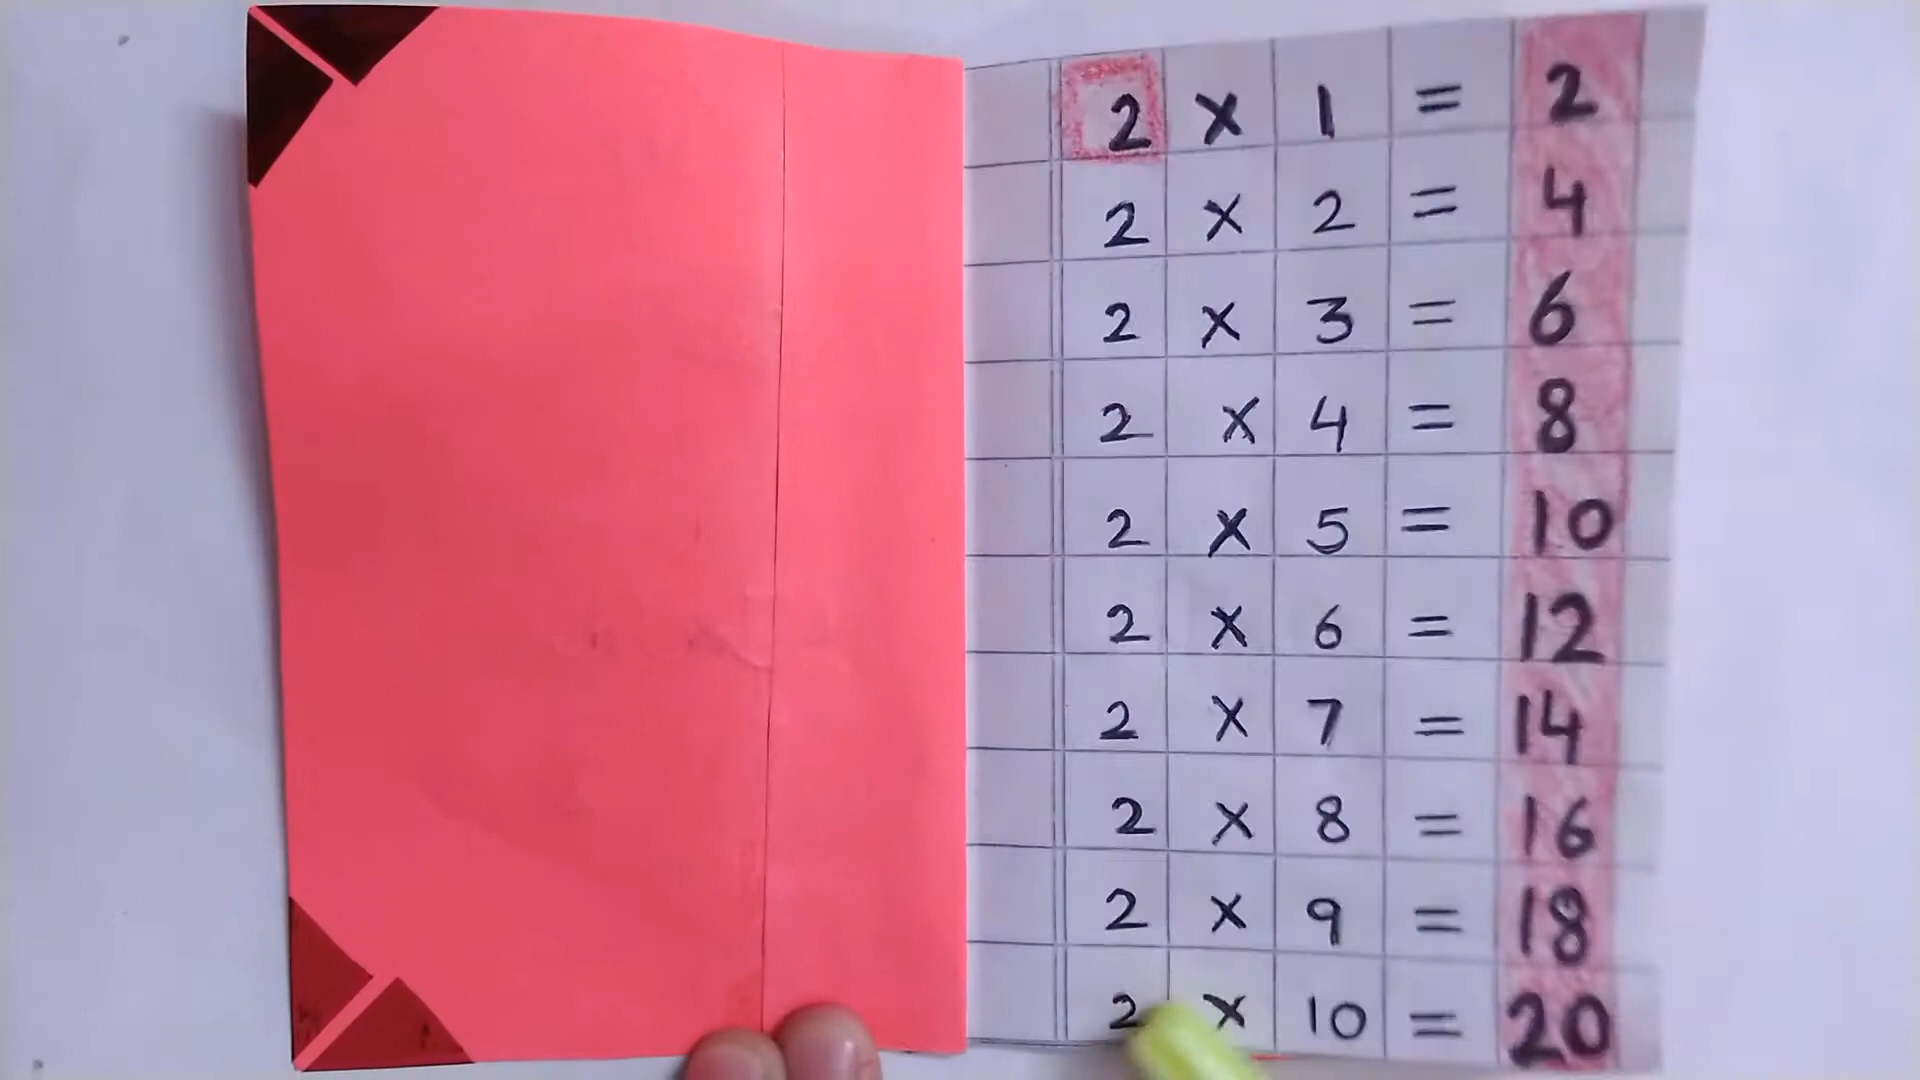 2 × 1 = 2
2 × 2 = 4
2 × 3 = 6
2 × 4 = 8
2 × 5 = 10
2 × 6 = 12
2 × 7 = 14
2 × 8 = 16
2 × 9 = 18
2 × 10 = 20